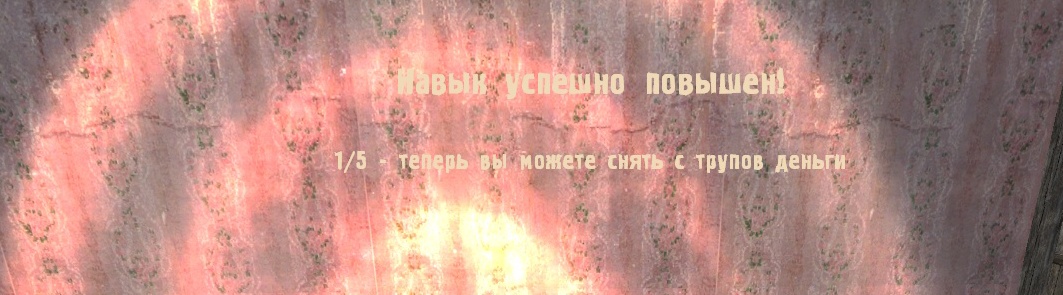 Навык успешно повышен!
1/5 - теперь вы можете снять с трупов деньги